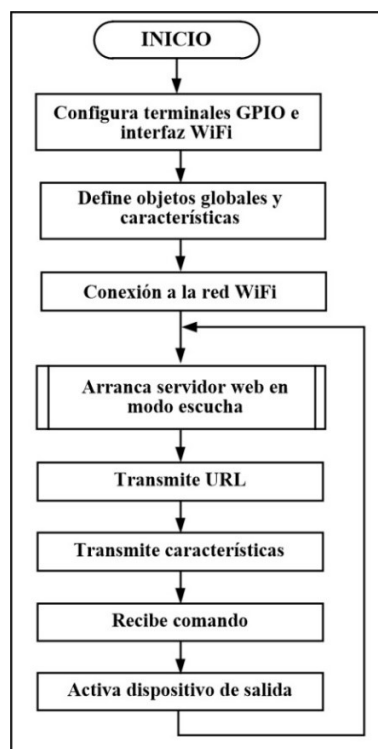 INICIO
Configura terminales GPIO e
interfaz WiFi
Define objetos globales y
características
Conexión a la red WiFi
Arranca servidor web en
modo escucha
Transmite URL
Transmite características
Recibe comando
Activa dispositivo de salida